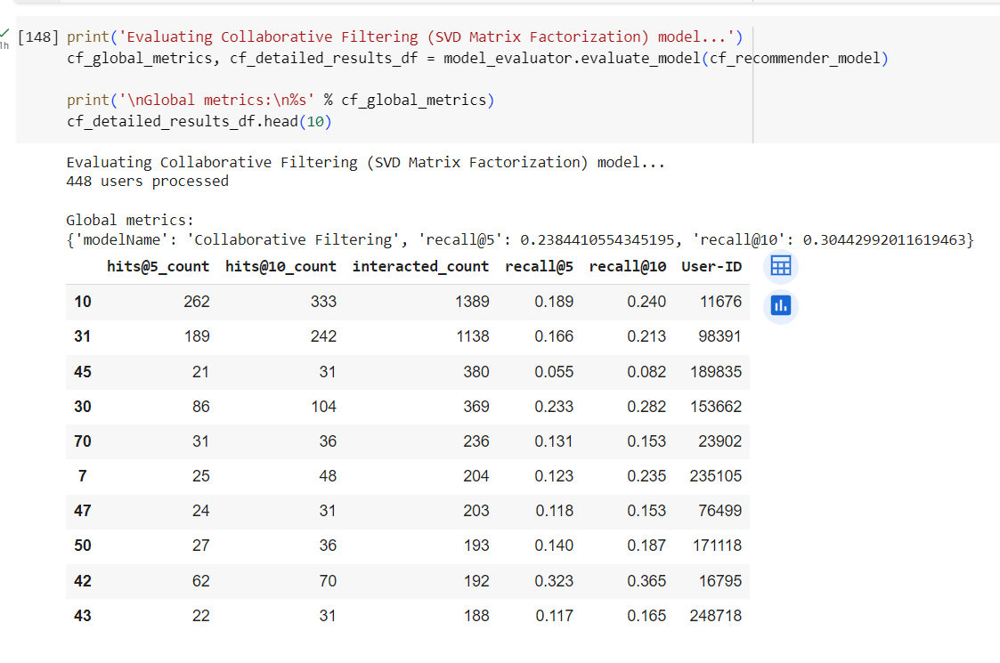 [148] print('Evaluating Collaborative Filtering (SVD Matrix Factorization) model...')
1h
cf_global_metrics, cf_detailed_results_df = model_evaluator.evaluate_model(cf_recommender_model)
print('\nGlobal metrics:\n%s' % cf_global_metrics)
cf_detailed_results_df.head(10)
Evaluating Collaborative Filtering (SVD Matrix Factorization) model...
448 users processed
Global metrics:
{'modelName': 'Collaborative Filtering', 'recall@5': 0.2384410554345195, 'recall@10': 0.30442992011619463}
hits@5_count hits@10_count interacted_count recall@5 recall@10 User-ID
10 262 333 1389 0.189 0.240 11676
31 189 242 1138 0.166 0.213 98391
45 21 31 380 0.055 0.082 189835
30 86 104 369 0.233 0.282 153662
70 31 36 236 0.131 0.153 23902
7 25 48 204 0.123 0.235 235105
47 24 31 203 0.118 0.153 76499
50 27 36 193 0.140 0.187 171118
42 62 70 192 0.323 0.365 16795
43 22 31 188 0.117 0.165 248718